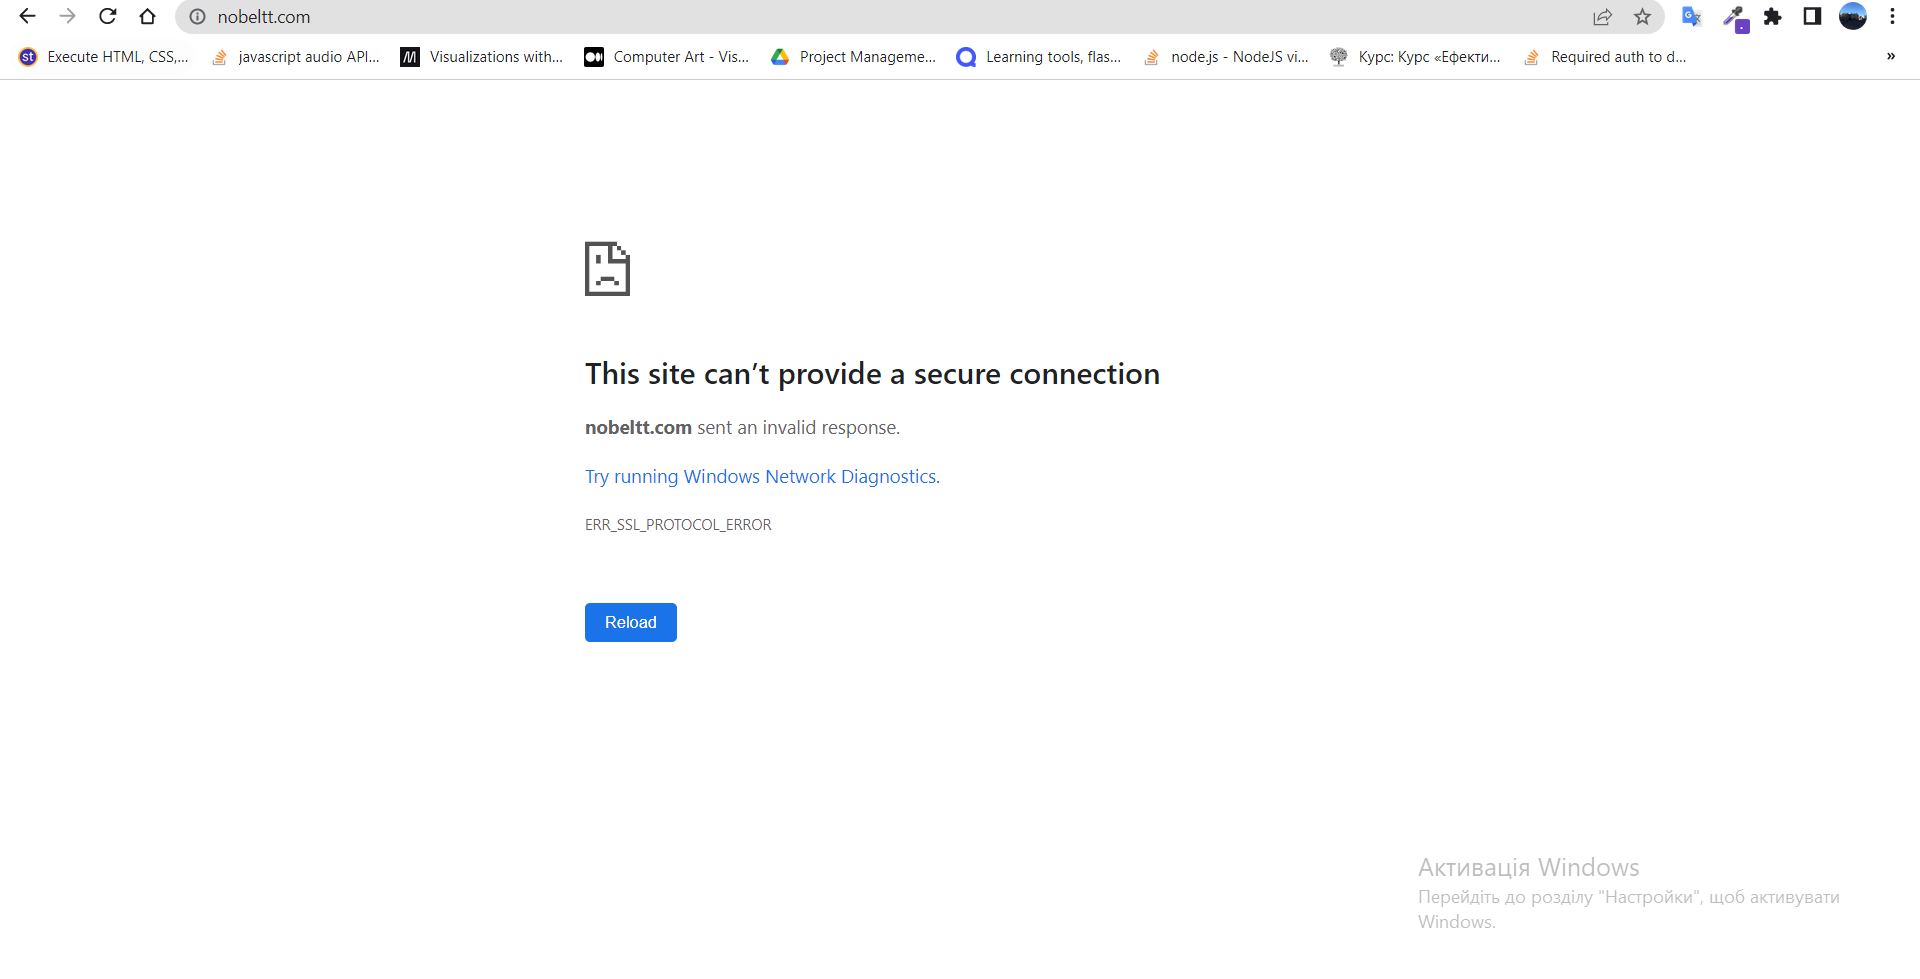 nobeltt.com
st Execute HTML, CSS,... javascript audio API... M Visualizations with... Computer Art - Vis... Project Manageme... Learning tools, flas... node.js - NodeJS vi... Курс: Курс «Ефекти... Required auth to d... »
This site can’t provide a secure connection
nobeltt.com sent an invalid response.
Try running Windows Network Diagnostics.
ERR_SSL_PROTOCOL_ERROR
Reload
Активація Windows
Перейдіть до розділу "Настройки", щоб активувати
Windows.